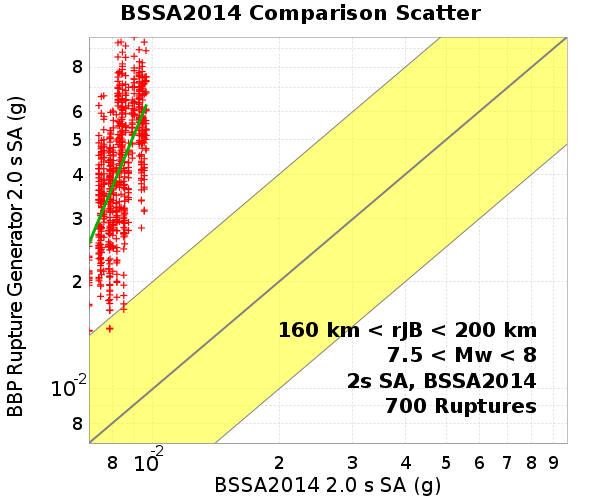 BSSA2014 Comparison Scatter
BBP Rupture Generator 2.0 s SA (g)
8
6
5
4
3
2
10-2
8
160 km < rJB < 200 km
7.5 < Mw < 8
2s SA, BSSA2014
700 Ruptures
8 10-2 2 3 4 5 6 7 8 9
BSSA2014 2.0 s SA (g)